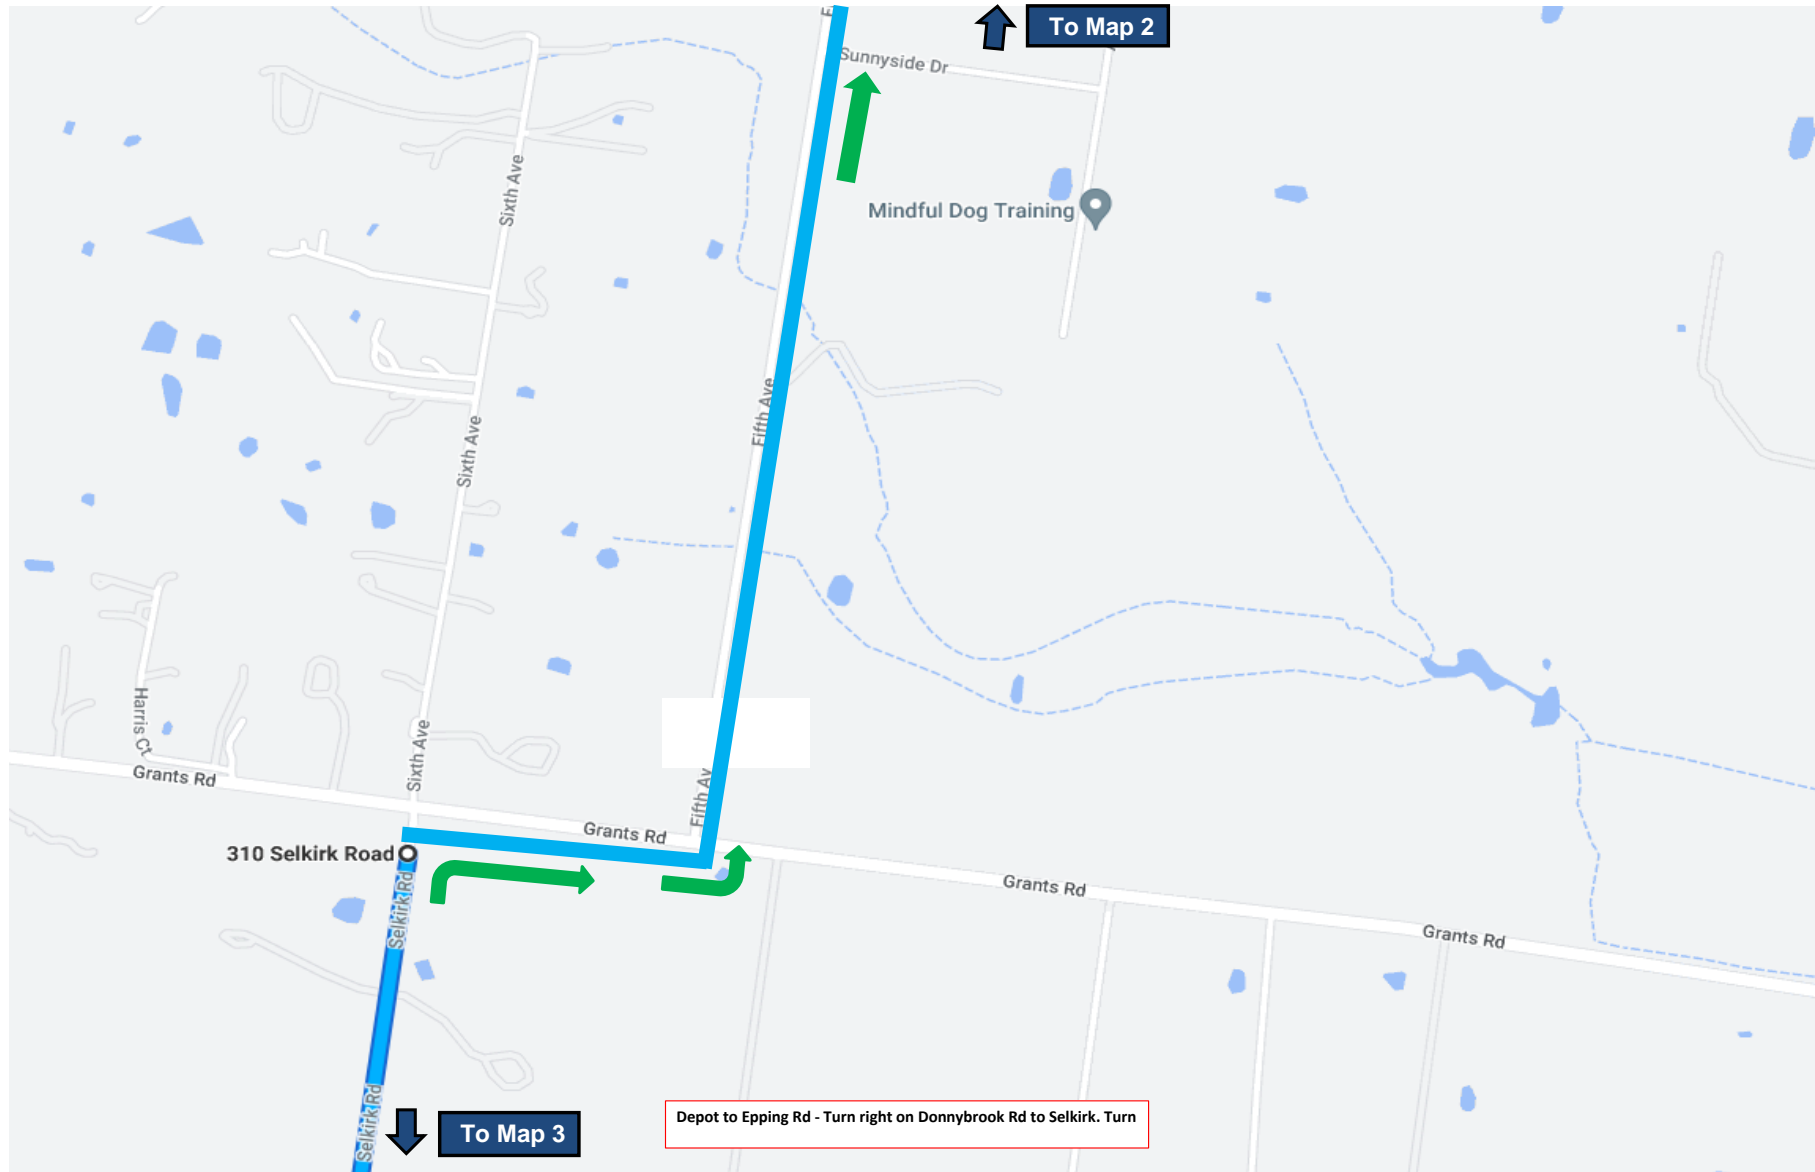 To Map 2
Sunnyside Dr
Sixth Ave
Mindful Dog Training
Fifth Ave
Sixth Ave
Harris Ct
Sixth Ave
Grants Rd
Fifth Av
Grants Rd
310 Selkirk Road
Grants Rd
Selkirk Rd
Grants Rd
Selkirk Rd
To Map 3
Depot to Epping Rd - Turn right on Donnybrook Rd to Selkirk. Turn